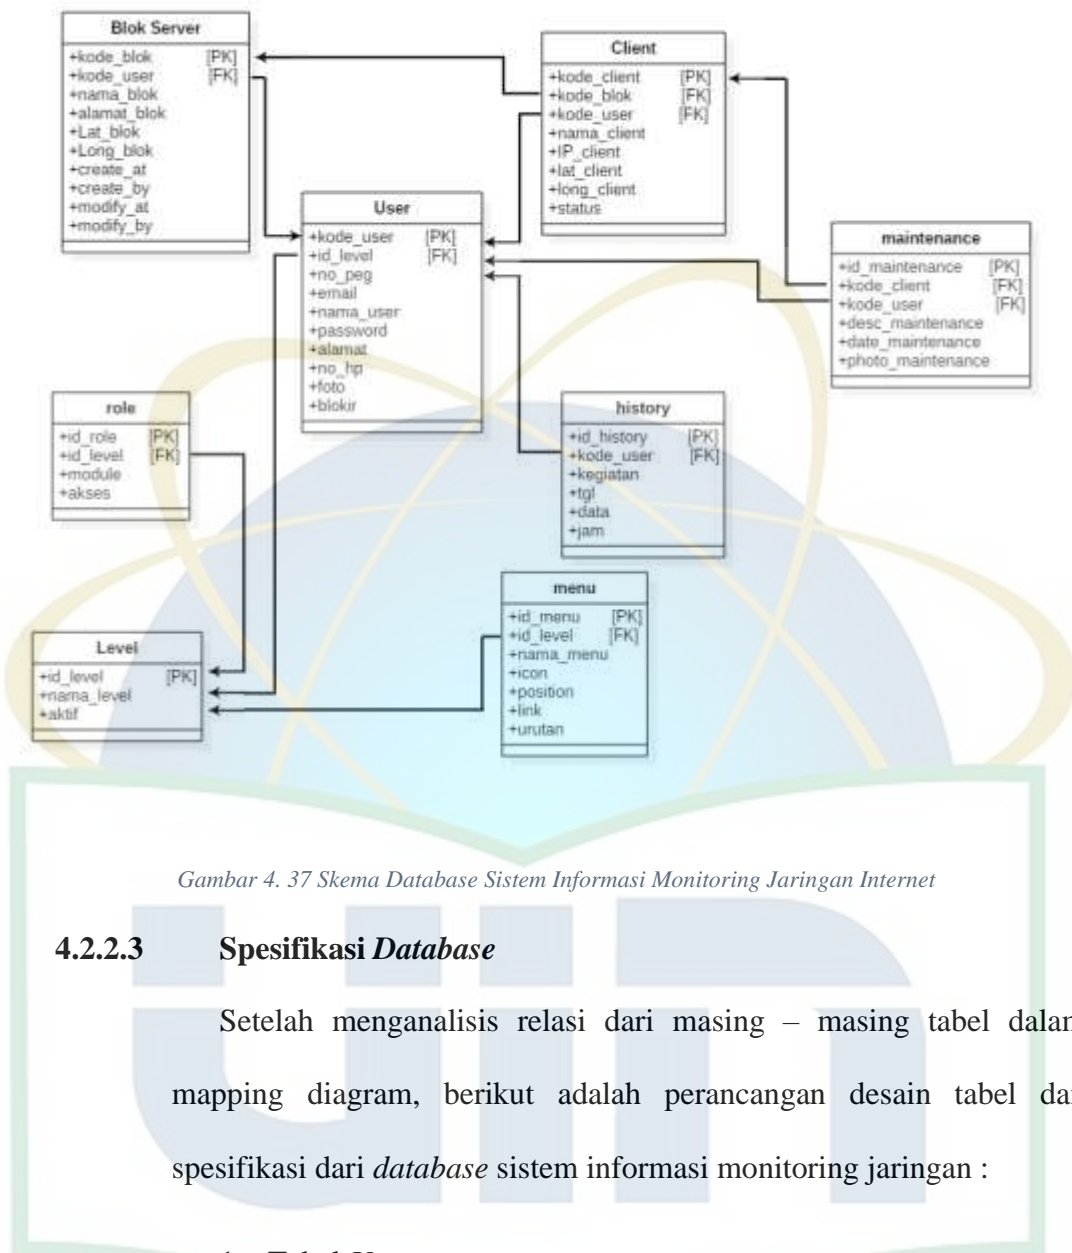 Blok Server
+kode_blok [PK]
+kode_user [FK]
+nama_blok
+alamat_blok
+Lat_blok
+Long_blok
+create_at
+create_by
+modify_at
+modify_by
Client
+kode_client [PK]
+kode_blok [FK]
+kode_user [FK]
+nama_client
+IP_client
+lat_client
+long_client
+status
User
+kode_user [PK]
+id_level [FK]
+no_peg
+email
+nama_user
+password
+alamat
+no_hp
+foto
+blokir
maintenance
+id_maintenance [PK]
+kode_client [FK]
+kode_user [FK]
+desc_maintenance
+date_maintenance
+photo_maintenance
role
+id_role [PK]
+id_level [FK]
+module
+akses
history
+id_history [PK]
+kode_user [FK]
+kegiatan
+tgl
+data
+jam
menu
+id_menu [PK]
+id_level [FK]
+nama_menu
+icon
+position
+link
+urutan
Level
+id_level [PK]
+nama_level
+aktif
Gambar 4. 37 Skema Database Sistem Informasi Monitoring Jaringan Internet
4.2.2.3 Spesifikasi Database
Setelah menganalisis relasi dari masing – masing tabel dalam
mapping diagram, berikut adalah perancangan desain tabel dan
spesifikasi dari database sistem informasi monitoring jaringan :
uin